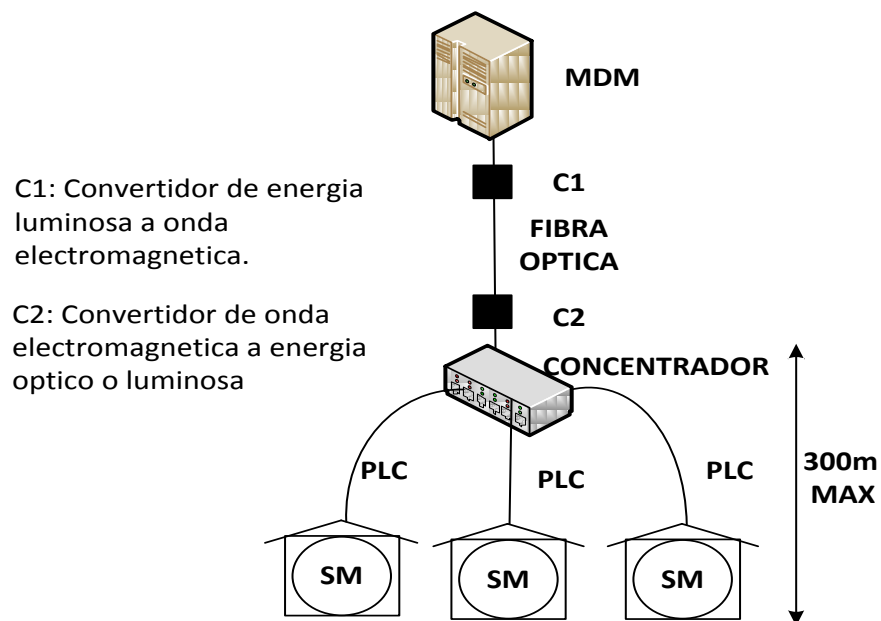 MDM
C1: Convertidor de energia
luminosa a onda
electromagnetica.
C1
FIBRA
OPTICA
C2: Convertidor de onda
electromagnetica a energia
optico o luminosa
C2
CONCENTRADOR
PLC
PLC
PLC
300m
MAX
SM
SM
SM